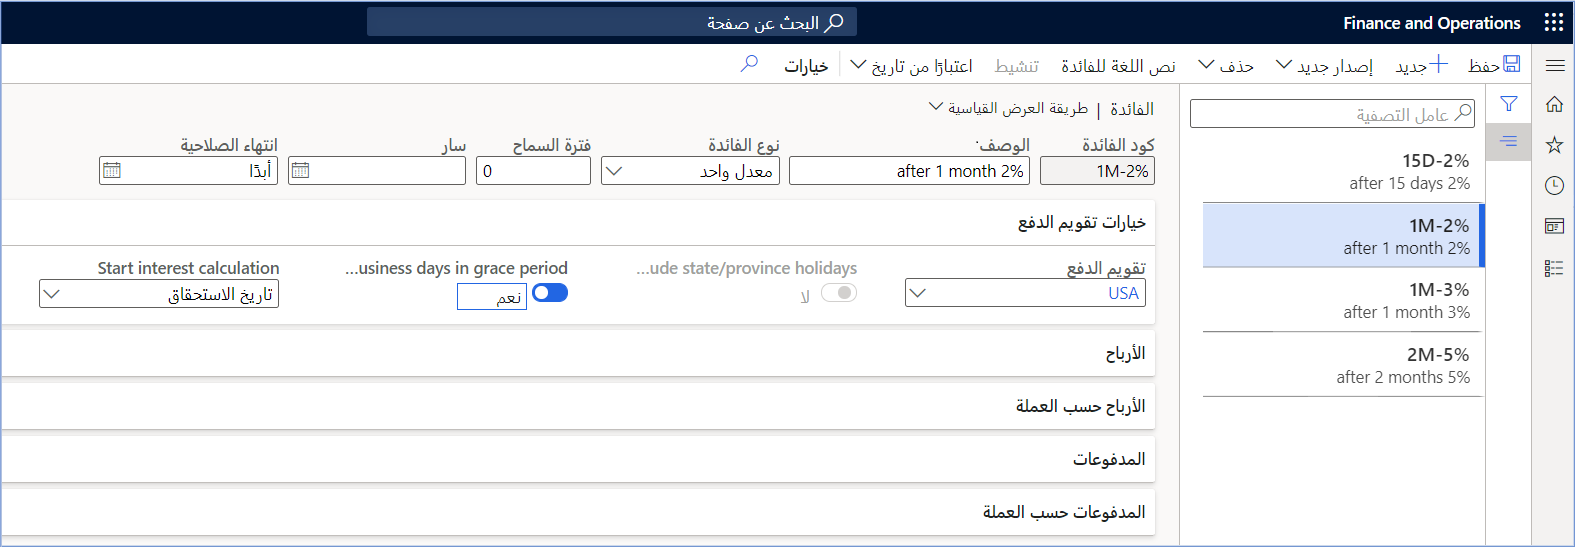 Finance and Operations
البحث عن صفحة
حفظ
جديد
إصدار جديد
حذف
نص اللغة للفائدة
اعتبارًا من تاريخ
تنشيط
خيارات
عامل التصفية
15D-2%
after 15 days 2%
1M-2%
after 1 month 2%
1M-3%
after 1 month 3%
2M-5%
after 2 months 5%
الفائدة | طريقة العرض القياسية
كود الفائدة
1M-2%
الوصف
after 1 month 2%
نوع الفائدة
معدل واحد
فترة السماح
0
سار
انتهاء الصلاحية
أبدًا
خيارات تقويم الدفع
تقويم الدفع
USA
...ude state/province holidays
لا
...usiness days in grace period
نعم
Start interest calculation
تاريخ الاستحقاق
الأرباح
الأرباح حسب العملة
المدفوعات
المدفوعات حسب العملة